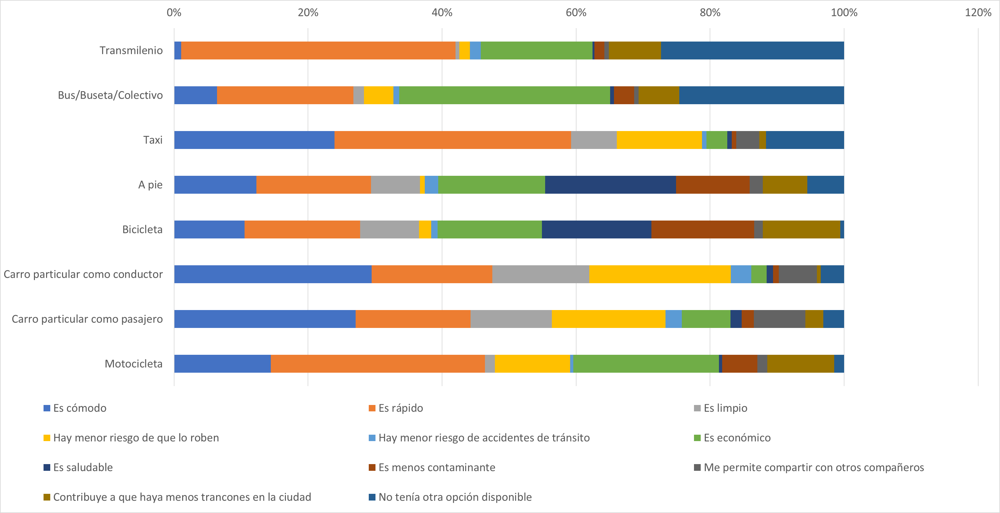 0% 20% 40% 60% 80% 100% 120%
Transmilenio
Bus/Buseta/Colectivo
Taxi
A pie
Bicicleta
Carro particular como conductor
Carro particular como pasajero
Motocicleta
Es cómodo Es rápido Es limpio
Hay menor riesgo de que lo roben Hay menor riesgo de accidentes de tránsito Es económico
Es saludable Es menos contaminante Me permite compartir con otros compañeros
Contribuye a que haya menos trancones en la ciudad No tenía otra opción disponible